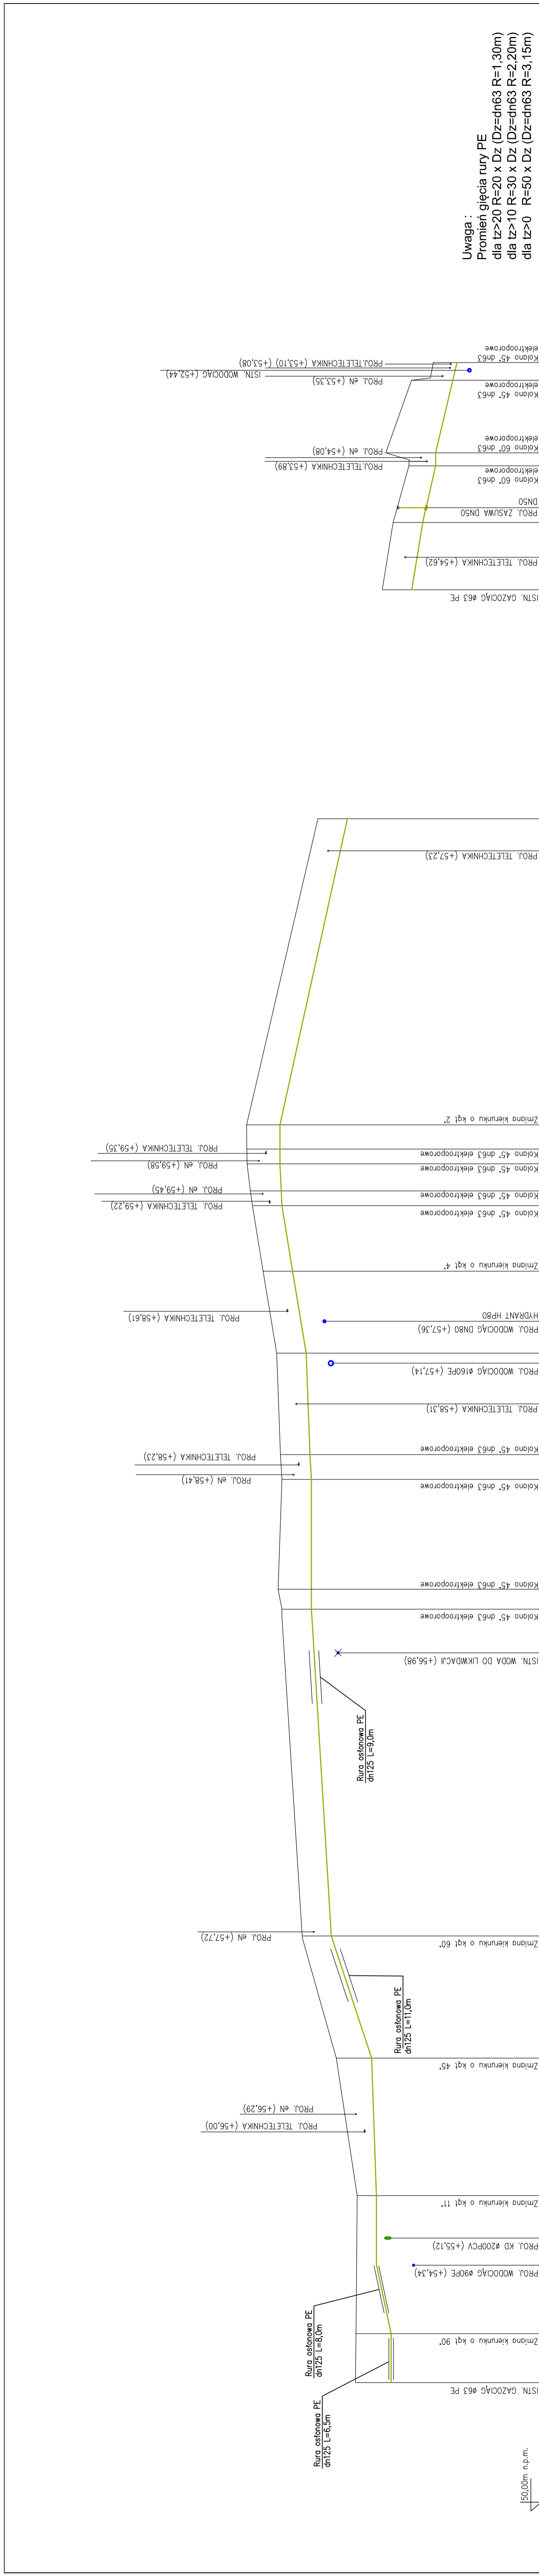 Uwaga :
Promień gięcia rury PE
dla tz>20 R=20 x Dz (Dz=dn63 R=1,30m)
dla tz>10 R=30 x Dz (Dz=dn63 R=2,20m)
dla tz>0 R=50 x Dz (Dz=dn63 R=3,15m)
PROJ.TELETECHNIKA (+53,10) (+53,08)
ISTN. WODOCIĄG (+52,44)
PROJ. eN (+53,35)
Kolano 45° dn63
elektrooporowe
Kolano 45° dn63
elektrooporowe
PROJ. eN (+54,08)
PROJ.TELETECHNIKA (+53,89)
Kolano 60° dn63
elektrooporowe
Kolano 60° dn63
elektrooporowe
PROJ. ZASUWA DN50
DN50
PROJ. TELETECHNIKA (+54,62)
ISTN. GAZOCIĄG ø63 PE
PROJ. TELETECHNIKA (+57,23)
Zmiana kierunku o kąt 2°
PROJ. TELETECHNIKA (+59,35)
Kolano 45° dn63 elektrooporowe
PROJ. eN (+59,58)
Kolano 45° dn63 elektrooporowe
PROJ. eN (+59,45)
Kolano 45° dn63 elektrooporowe
PROJ. TELETECHNIKA (+59,22)
Kolano 45° dn63 elektrooporowe
Zmiana kierunku o kąt 4°
PROJ. TELETECHNIKA (+58,61)
HYDRANT HP80
PROJ. WODOCIĄG DN80 (+57,36)
PROJ. WODOCIĄG ø160PE (+57,14)
PROJ. TELETECHNIKA (+58,31)
Kolano 45° dn63 elektrooporowe
PROJ. TELETECHNIKA (+58,23)
PROJ. eN (+58,41)
Kolano 45° dn63 elektrooporowe
Kolano 45° dn63 elektrooporowe
Kolano 45° dn63 elektrooporowe
ISTN. WODA DO LIKWIDACJI (+56,98)
Rura osłonowa PE
dn125 L=9,0m
PROJ. eN (+57,72)
Zmiana kierunku o kąt 60°
Rura osłonowa PE
dn125 L=11,0m
Zmiana kierunku o kąt 45°
PROJ. eN (+56,29)
PROJ. TELETECHNIKA (+56,00)
Zmiana kierunku o kąt 11°
PROJ. KD ø200PCV (+55,12)
PROJ. WODOCIĄG ø90PE (+54,34)
Rura osłonowa PE
dn125 L=8,0m
Zmiana kierunku o kąt 90°
ISTN. GAZOCIĄG ø63 PE
Rura osłonowa PE
dn125 L=6,5m
50,00m n.p.m.